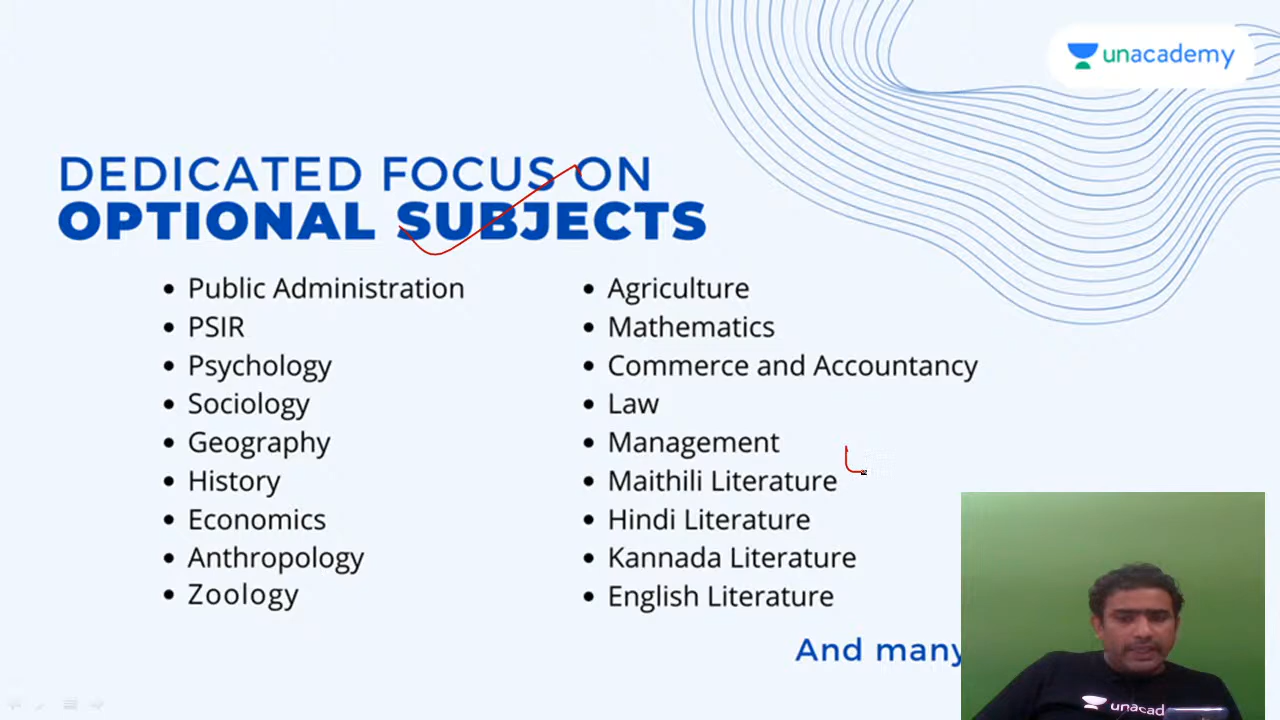 unacademy
DEDICATED FOCUS ON
OPTIONAL SUBJECTS
Public Administration
PSIR
Psychology
Sociology
Geography
History
Economics
Anthropology
Zoology
Agriculture
Mathematics
Commerce and Accountancy
Law
Management
Maithili Literature
Hindi Literature
Kannada Literature
English Literature
And many
unacad